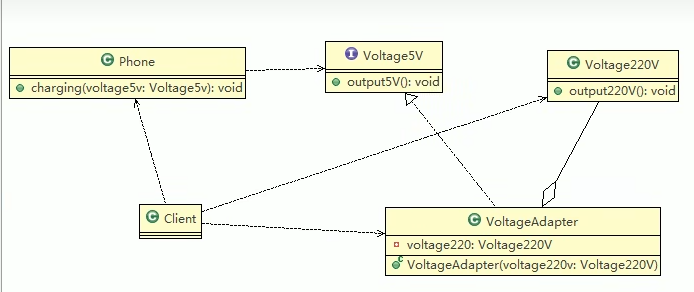 Phone
charging(voltage5v: Voltage5v): void
I
Voltage5V
output5V(): void
C
Voltage220V
output220V(): void
C
Client
C
VoltageAdapter
voltage220: Voltage220V
VoltageAdapter(voltage220v: Voltage220V)